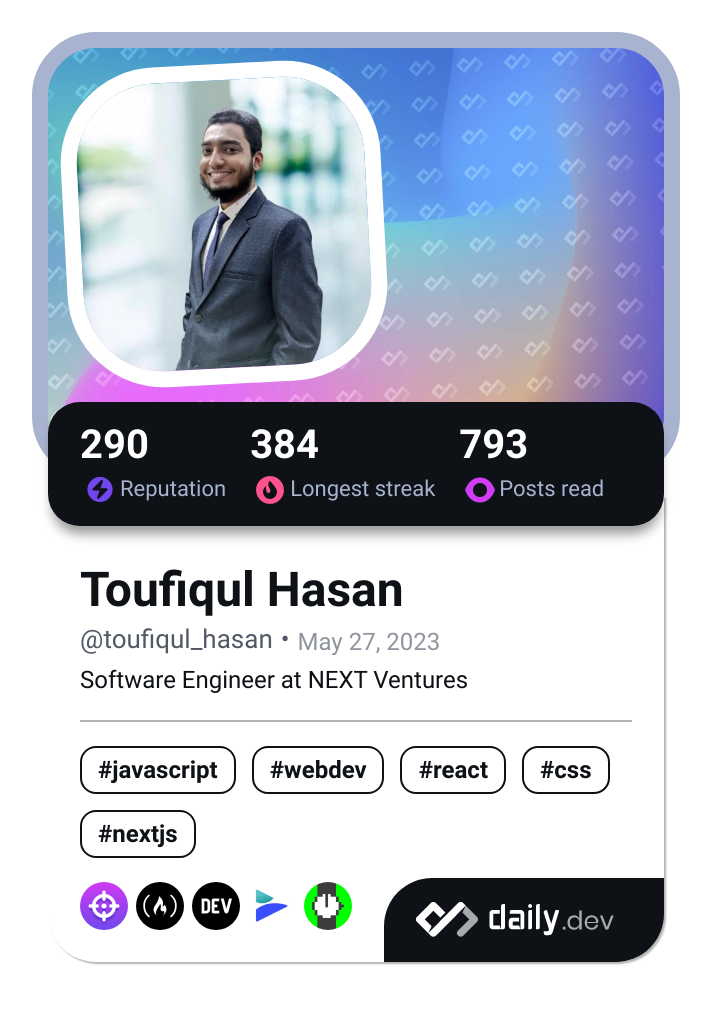 290 384 793
Reputation Longest streak Posts read
Toufiqul Hasan
@toufiqul_hasan • May 27, 2023
Software Engineer at NEXT Ventures
#javascript #webdev #react #css
#nextjs
DEV
daily.dev